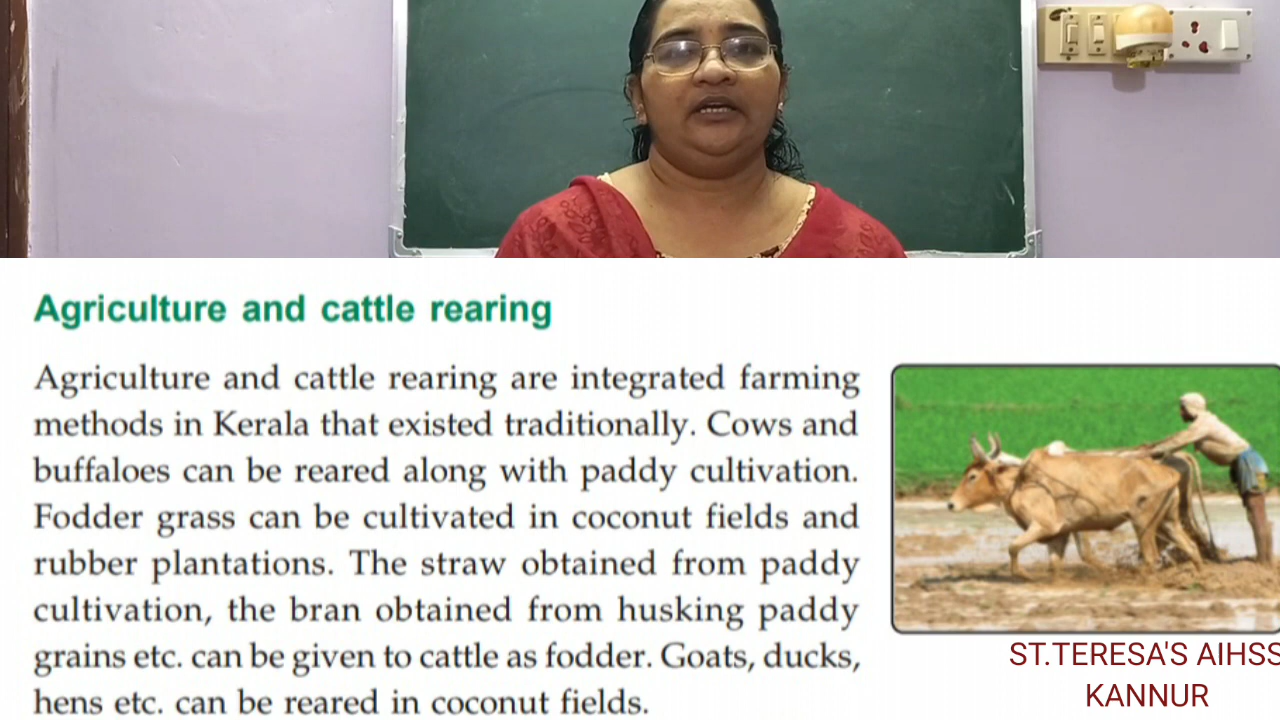 Agriculture and cattle rearing
Agriculture and cattle rearing are integrated farming
methods in Kerala that existed traditionally. Cows and
buffaloes can be reared along with paddy cultivation.
Fodder grass can be cultivated in coconut fields and
rubber plantations. The straw obtained from paddy
cultivation, the bran obtained from husking paddy
grains etc. can be given to cattle as fodder. Goats, ducks,
hens etc. can be reared in coconut fields.
ST.TERESA'S AIHSS
KANNUR